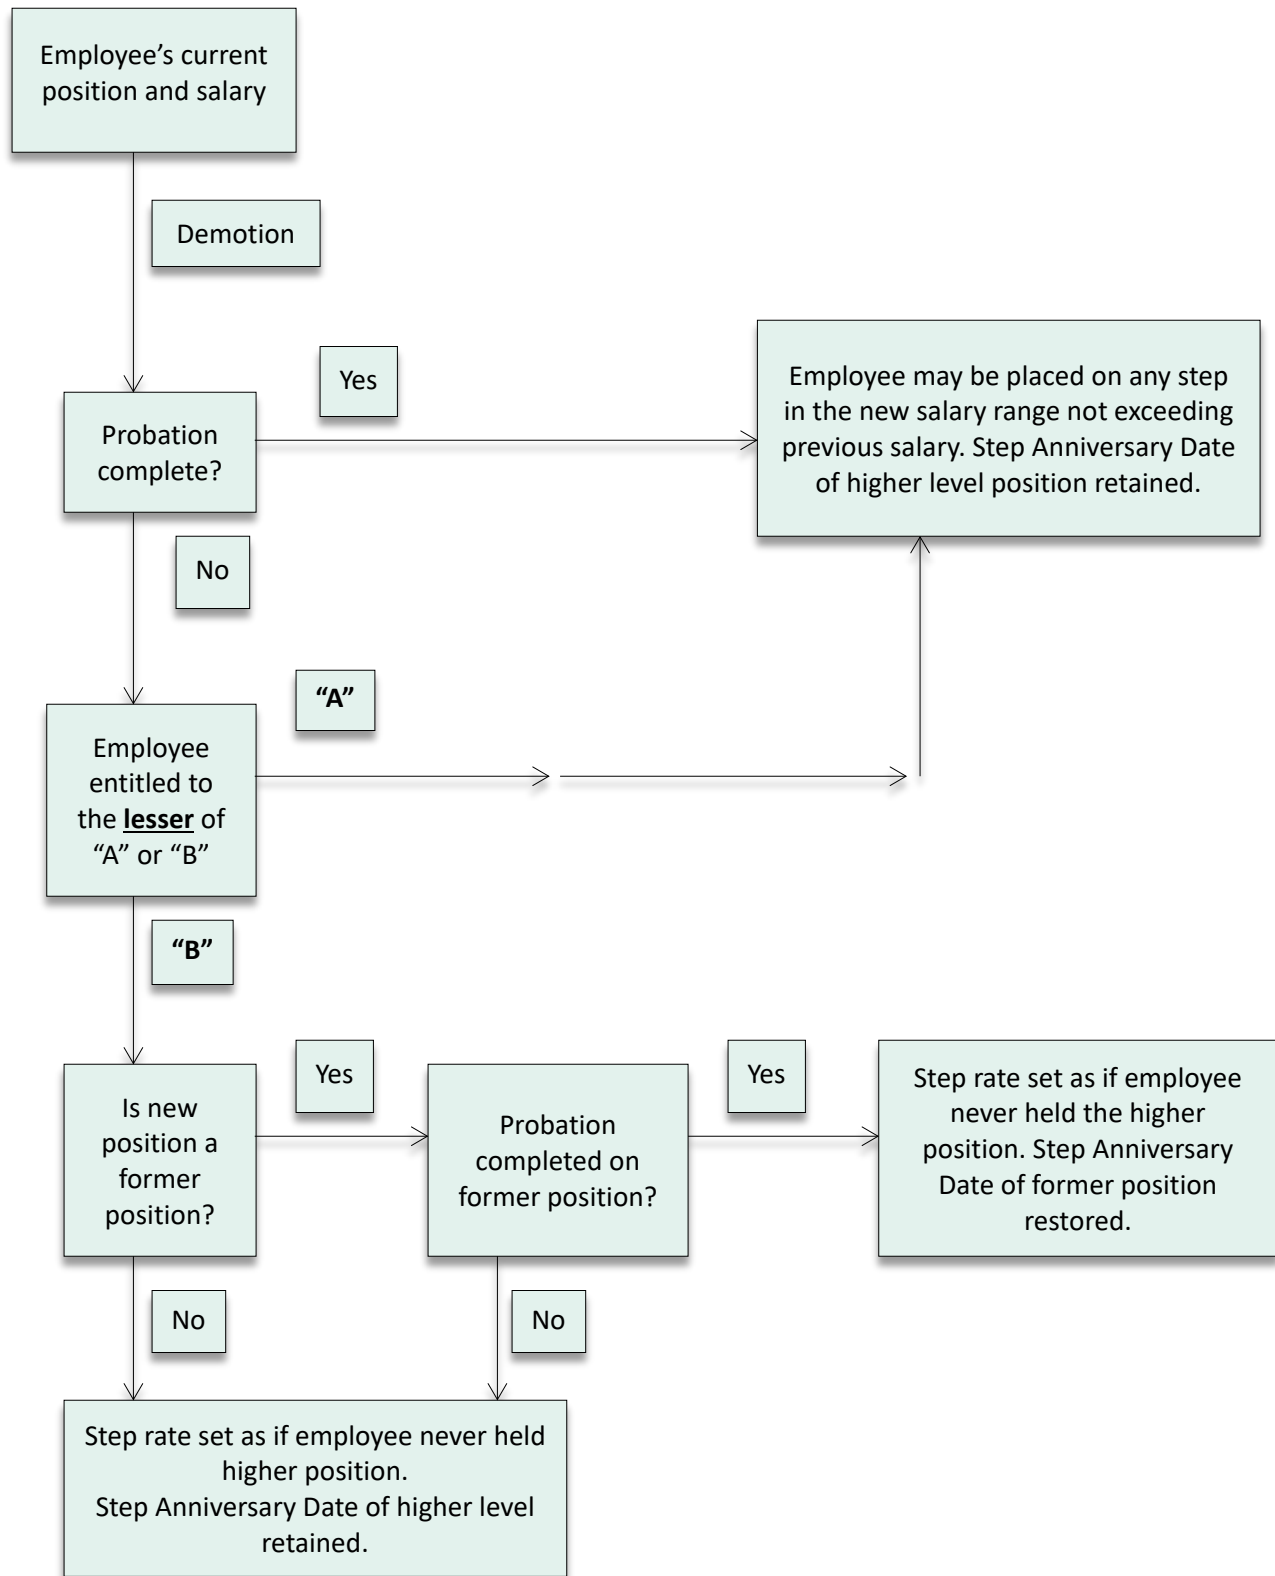 Employee’s current
position and salary
Demotion
Yes
Probation
complete?
Employee may be placed on any step
in the new salary range not exceeding
previous salary. Step Anniversary Date
of higher level position retained.
No
“A”
Employee
entitled to
the lesser of
“A” or “B”
“B”
Is new
position a
former
position?
Yes
Probation
completed on
former position?
Yes
Step rate set as if employee
never held the higher
position. Step Anniversary
Date of former position
restored.
No
No
Step rate set as if employee never held
higher position.
Step Anniversary Date of higher level
retained.